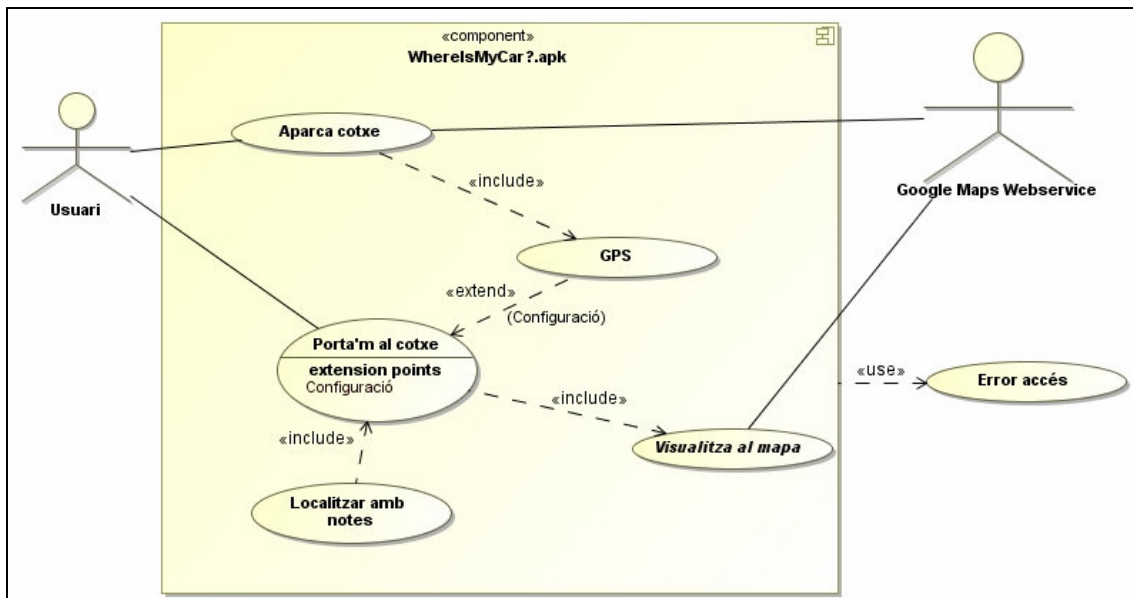 «component»
WhereIsMyCar?.apk
Aparca cotxe
Usuari
Google Maps Webservice
«include»
GPS
«extend»
(Configuració)
Porta'm al cotxe
extension points
Configuració
«use»
Error accés
«include»
«include»
Visualitza al mapa
Localitzar amb
notes